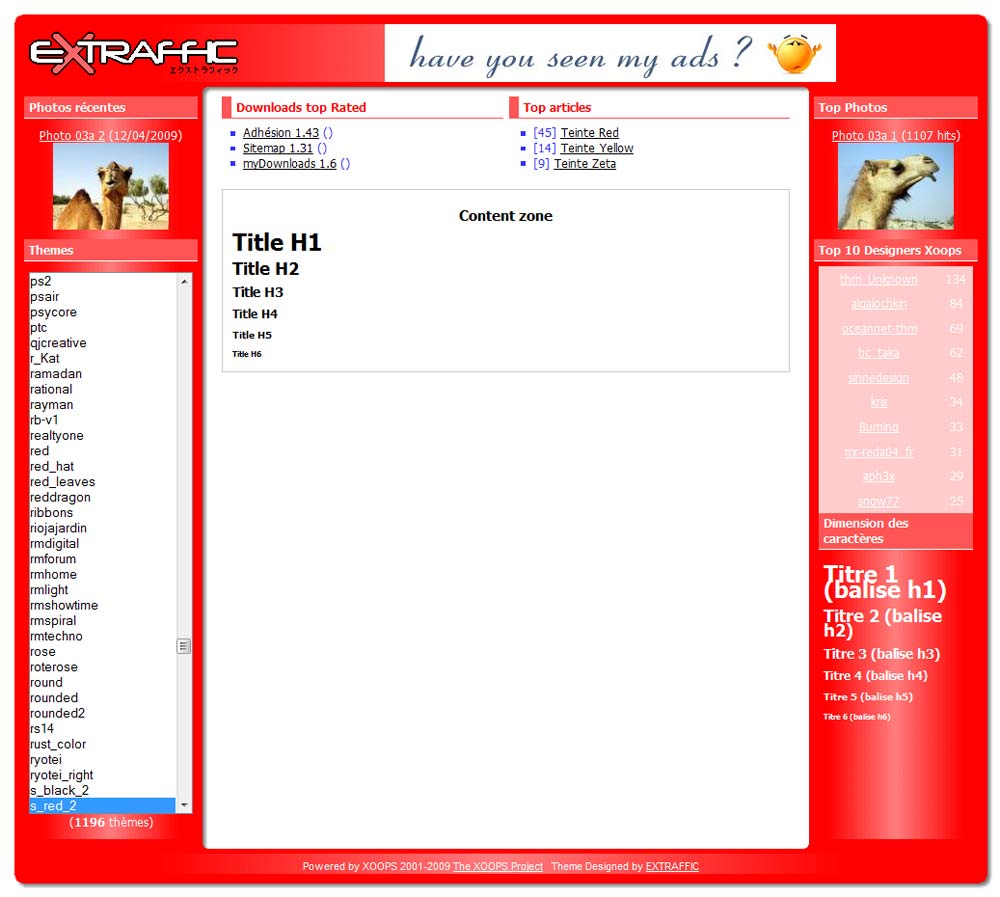 EXTRAFFIC
エクストラフィック
have you seen my ads ?
Photos récentes
Photo 03a 2 (12/04/2009)
Themes
ps2
psair
psycore
ptc
qjcreative
r_Kat
ramadan
rational
rayman
rb-v1
realtyone
red
red_hat
red_leaves
reddragon
ribbons
riojajardin
rmdigital
rmforum
rmhome
rmlight
rmshowtime
rmspiral
rmtechno
rose
roterose
round
rounded
rounded2
rs14
rust_color
ryotei
ryotei_right
s_black_2
s_red_2
(1196 thèmes)
Downloads top Rated
Adhésion 1.43 ()
Sitemap 1.31 ()
myDownloads 1.6 ()
Top articles
[45] Teinte Red
[14] Teinte Yellow
[9] Teinte Zeta
Content zone
Title H1
Title H2
Title H3
Title H4
Title H5
Title H6
Top Photos
Photo 03a 1 (1107 hits)
Top 10 Designers Xoops
thm_Unknown 134
algalochkin 84
oceannet-thm 69
bc_taka 62
sinnedesign 48
kris 34
Burning 33
mr-reda04_fr 31
aph3x 29
snow77 25
Dimension des
caractères
Titre 1
(balise h1)
Titre 2 (balise
h2)
Titre 3 (balise h3)
Titre 4 (balise h4)
Titre 5 (balise h5)
Titre 6 (balise h6)
Powered by XOOPS 2001-2009 The XOOPS Project Theme Designed by EXTRAFFIC